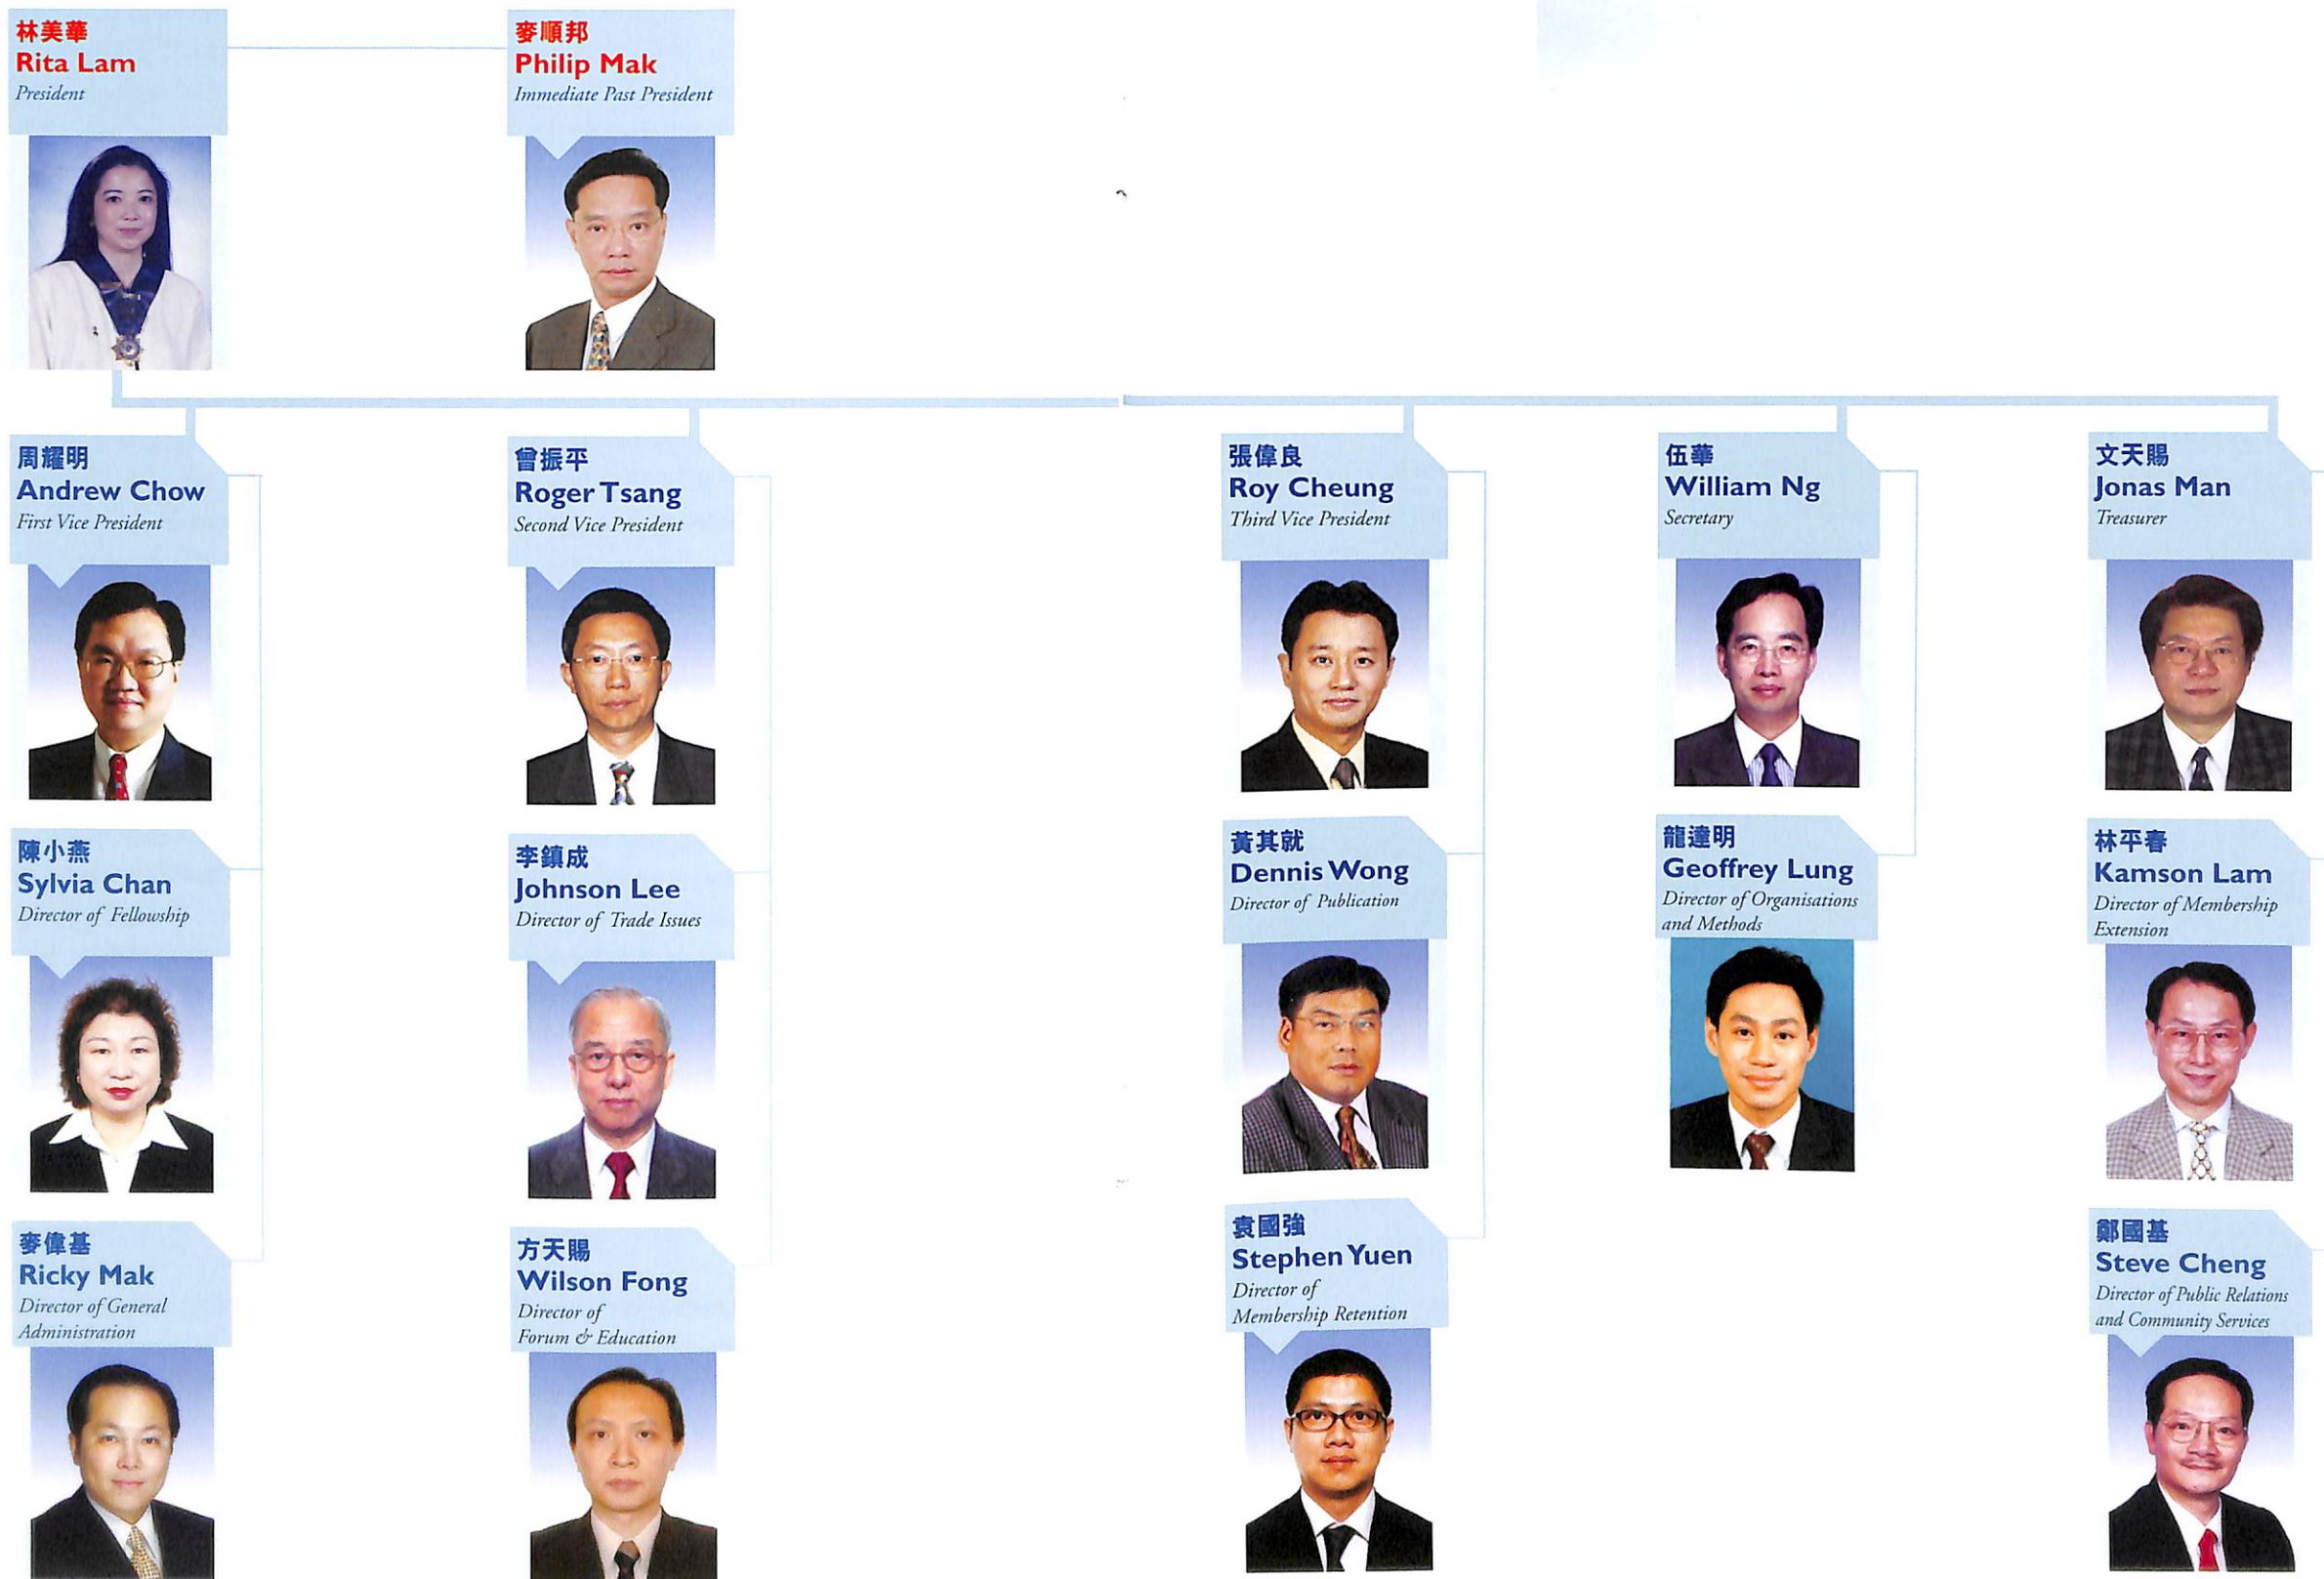 林美華
Rita Lam
President
麥順邦
Philip Mak
Immediate Past President
周耀明
Andrew Chow
First Vice President
曾振平
Roger Tsang
Second Vice President
張偉良
Roy Cheung
Third Vice President
伍華
William Ng
Secretary
文天賜
Jonas Man
Treasurer
陳小燕
Sylvia Chan
Director of Fellowship
李鎮成
Johnson Lee
Director of Trade Issues
黃其就
Dennis Wong
Director of Publication
龍達明
Geoffrey Lung
Director of Organisations
and Methods
林平春
Kamson Lam
Director of Membership
Extension
麥偉基
Ricky Mak
Director of General
Administration
方天賜
Wilson Fong
Director of
Forum & Education
袁國強
Stephen Yuen
Director of
Membership Retention
鄭國基
Steve Cheng
Director of Public Relations
and Community Services